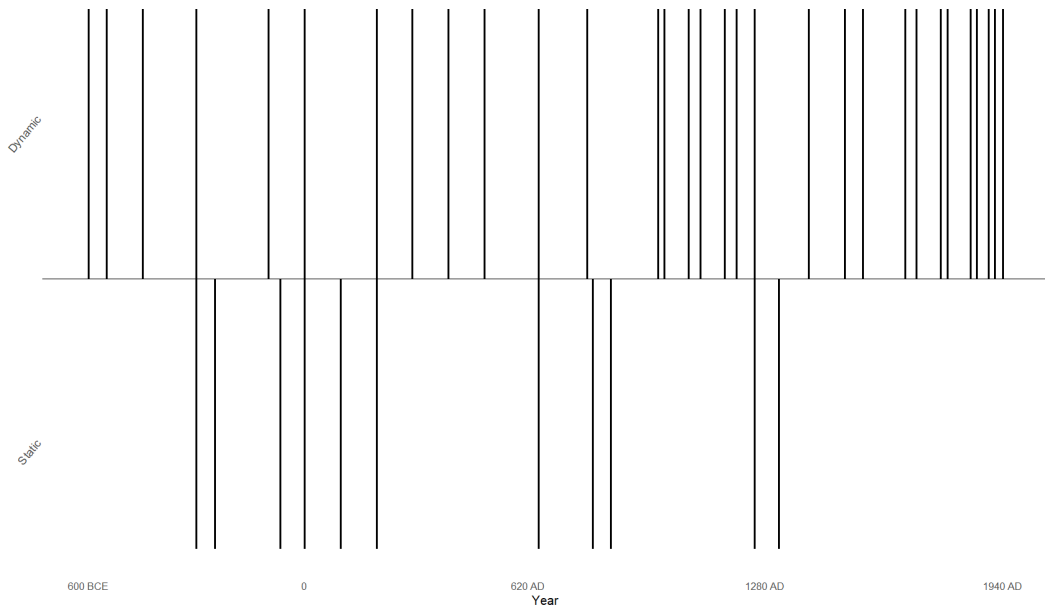 Dynamic
Static
600 BCE
0
620 AD
1280 AD
1940 AD
Year